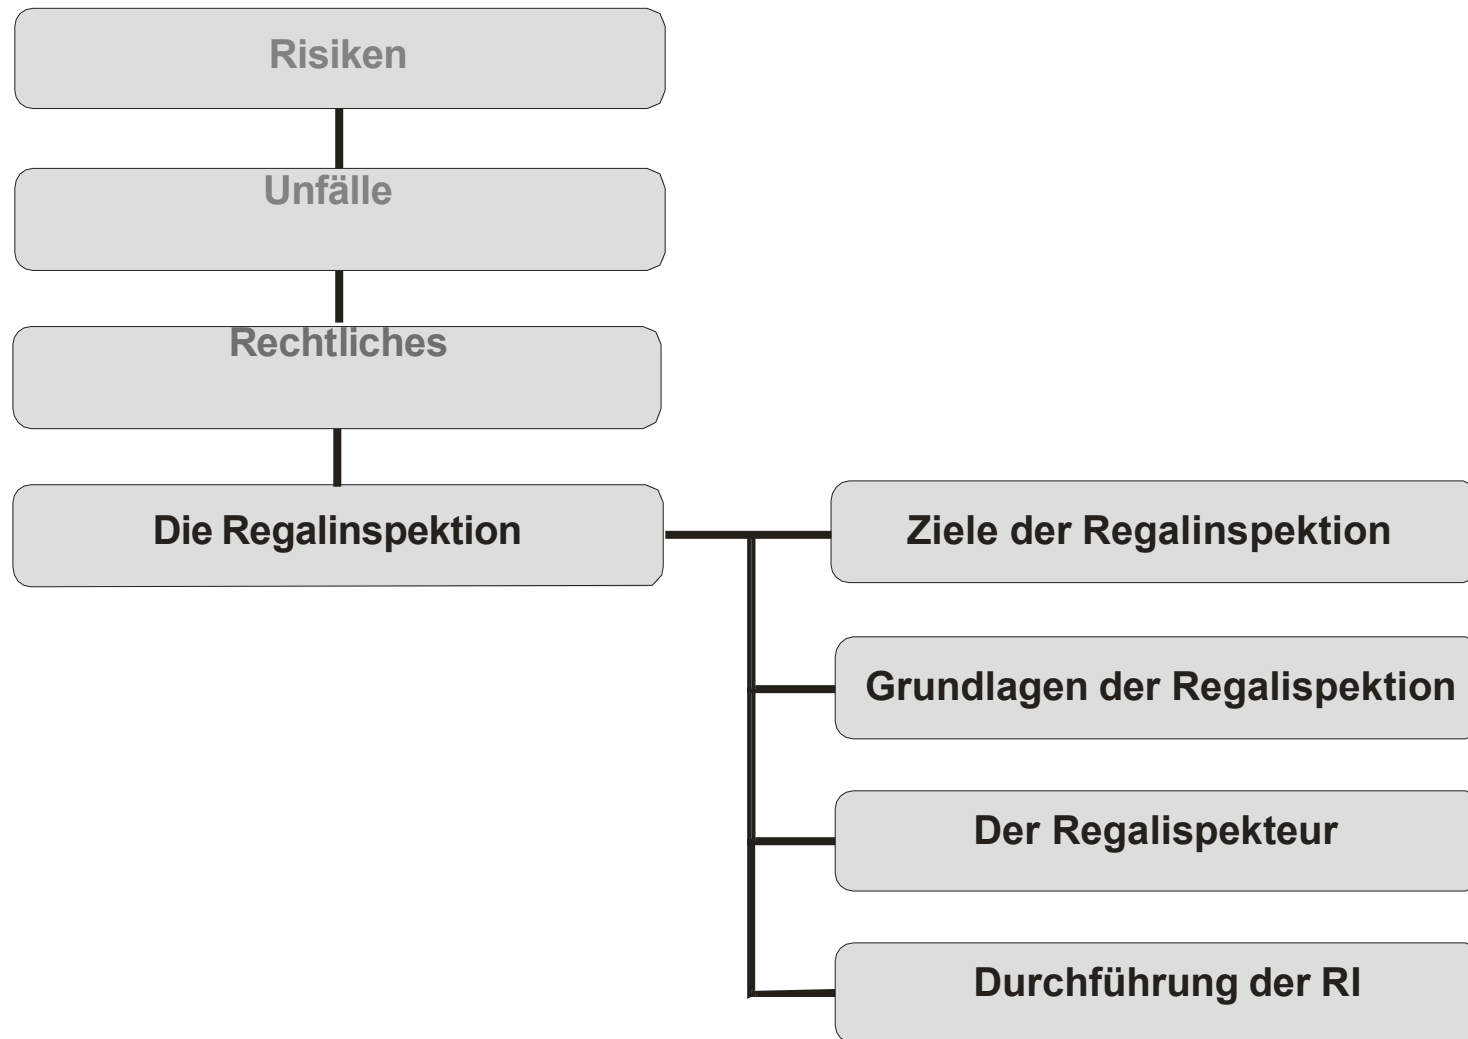 Risiken
Unfälle
Rechtliches
Die Regalinspektion
Ziele der Regalinspektion
Grundlagen der Regalispektion
Der Regalispekteur
Durchführung der RI